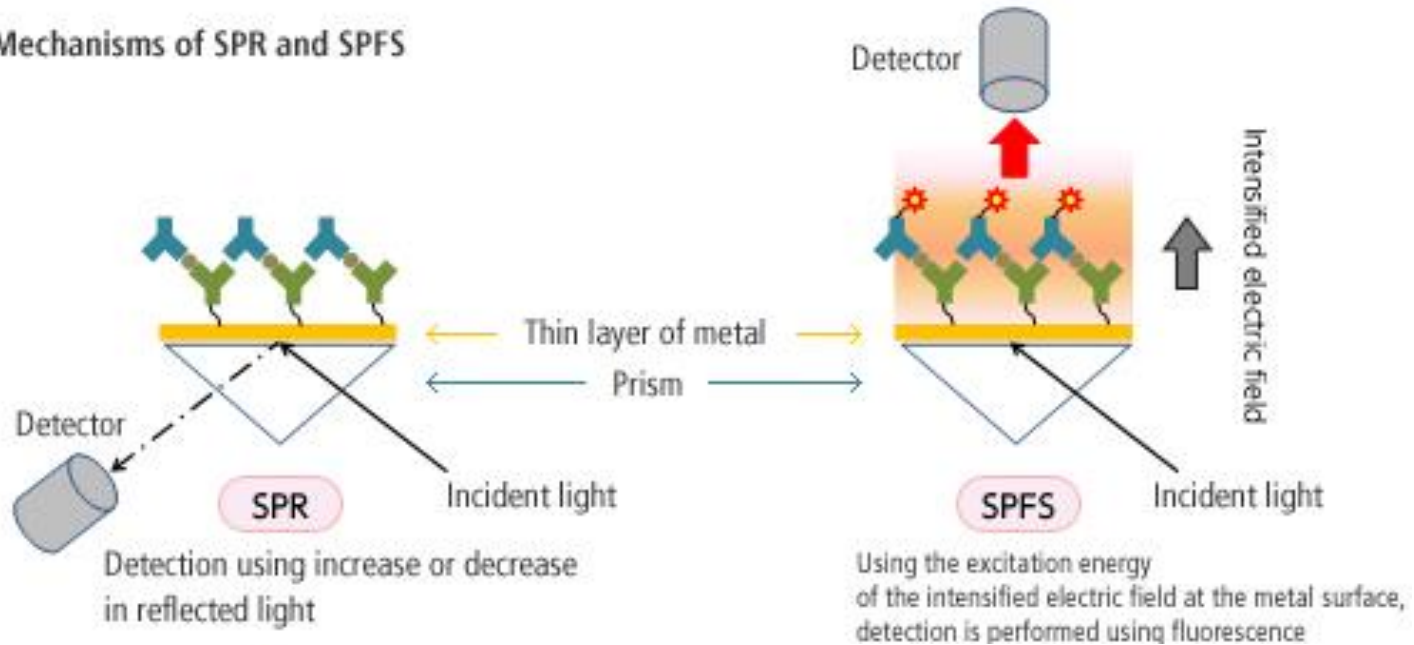 Mechanisms of SPR and SPFS
Detector
Intensified electric field
Thin layer of metal
Prism
Detector
Incident light
SPR
Detection using increase or decrease
in reflected light
Incident light
SPFS
Using the excitation energy
of the intensified electric field at the metal surface,
detection is performed using fluorescence